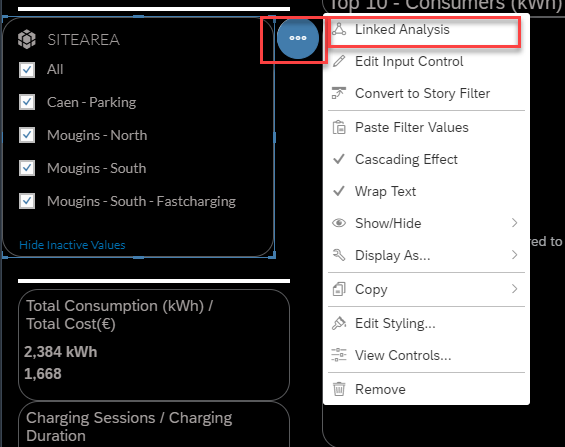 Top 10 - Consumers (kWh)
SITEAREA
All
Caen - Parking
Mougins - North
Mougins - South
Mougins - South - Fastcharging
Hide Inactive Values
Linked Analysis
Edit Input Control
Convert to Story Filter
Paste Filter Values
Cascading Effect
Wrap Text
Show/Hide
Display As...
Copy
Edit Styling...
View Controls...
Remove
red to
Total Consumption (kWh) /
Total Cost(€)
2,384 kWh
1,668
Charging Sessions / Charging
Duration